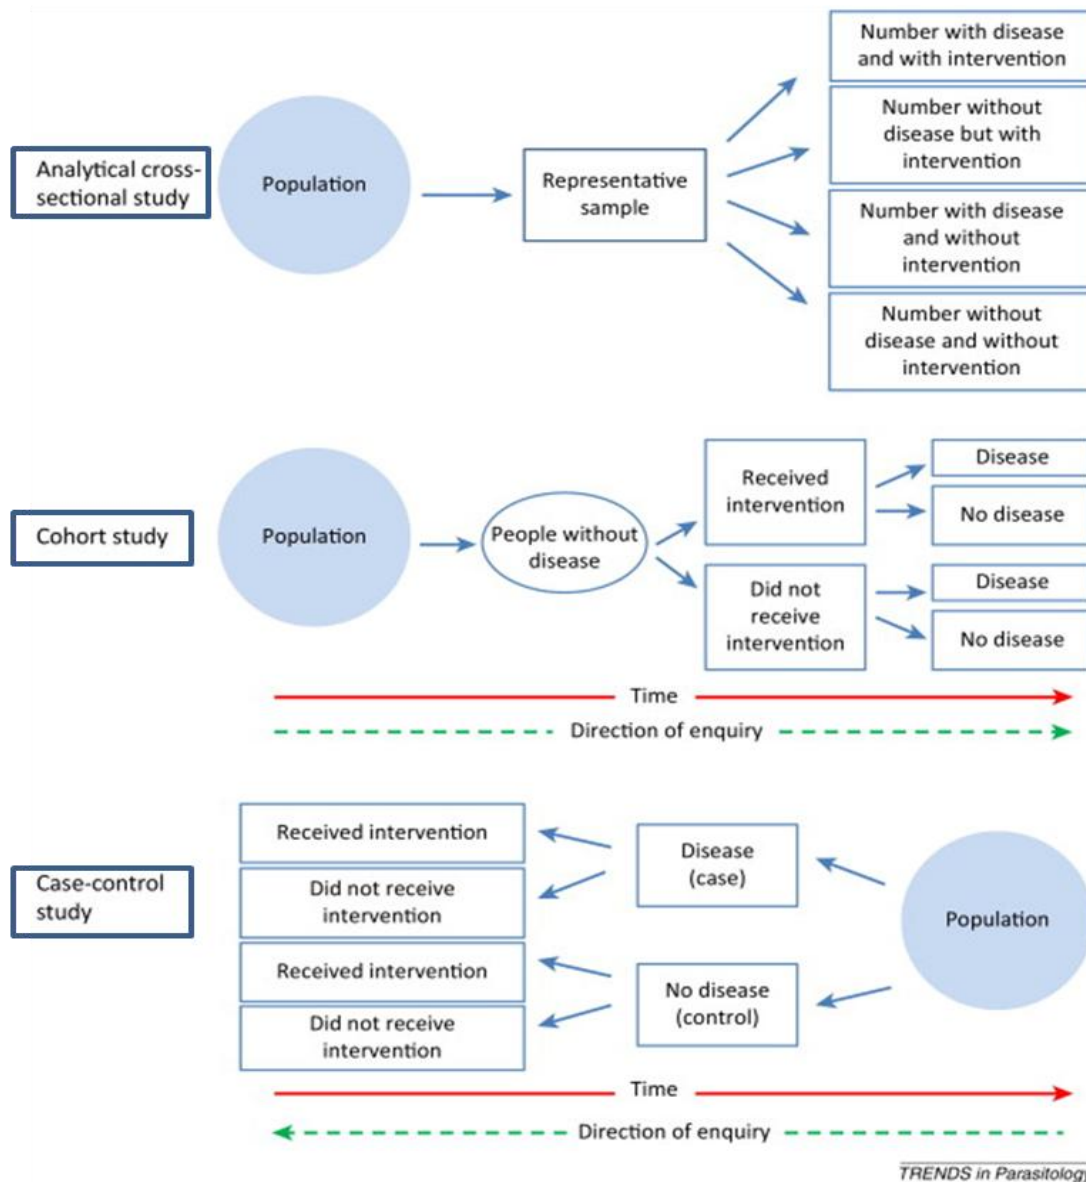 Number with disease
and with intervention
Number without
disease but with
intervention
Analytical cross-
sectional study
Population
Representative
sample
Number with disease
and without
intervention
Number without
disease and without
intervention
Cohort study
Population
People without
disease
Received
intervention
Disease
No disease
Did not
receive
intervention
Disease
No disease
Time
Direction of enquiry
Case-control
study
Received intervention
Did not receive
intervention
Received intervention
Did not receive
intervention
Disease
(case)
No disease
(control)
Population
Time
Direction of enquiry
TRENDS in Parasitology